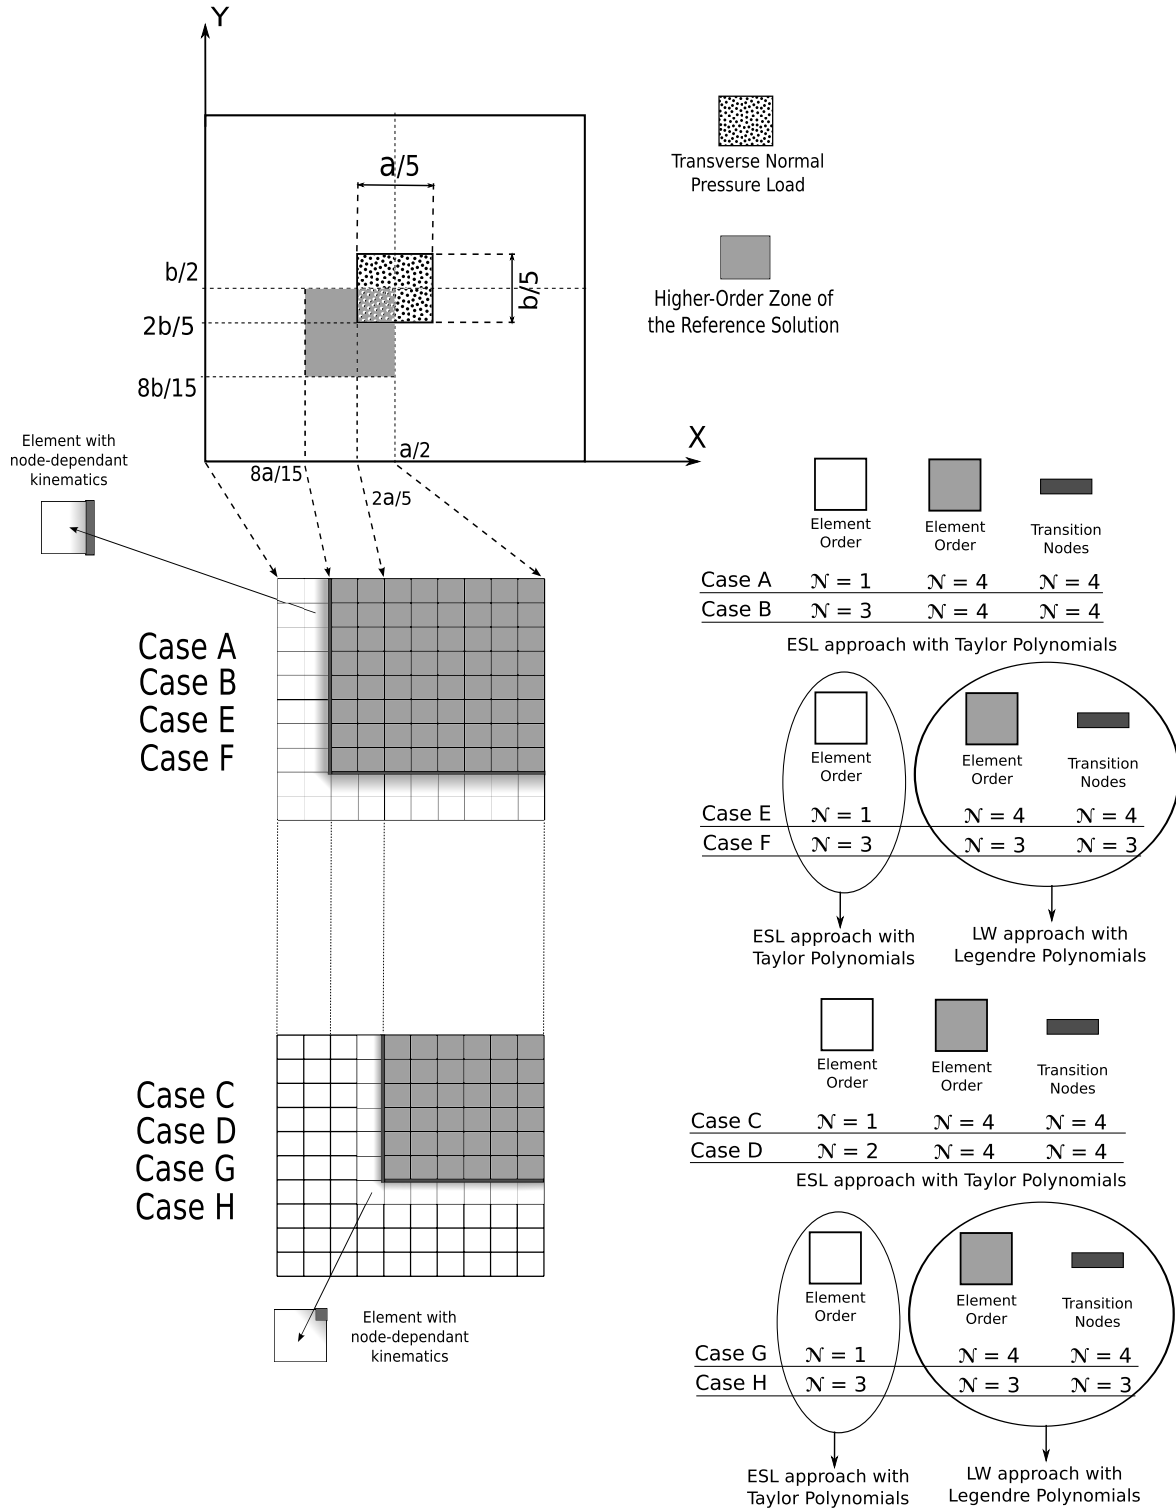 Y
a/5
b/2
b/5
2b/5
8b/15
X
a/2
8a/15
2a/5
Transverse Normal
Pressure Load
Higher-Order Zone of
the Reference Solution
Element with
node-dependant
kinematics
Case A
Case B
Case E
Case F
Element
Order
Element
Order
Transition
Nodes
Case A N = 1 N = 4 N = 4
Case B N = 3 N = 4 N = 4
ESL approach with Taylor Polynomials
Element
Order
Element
Order
Transition
Nodes
Case E N = 1 N = 4 N = 4
Case F N = 3 N = 3 N = 3
ESL approach with
Taylor Polynomials
LW approach with
Legendre Polynomials
Case C
Case D
Case G
Case H
Element with
node-dependant
kinematics
Element
Order
Element
Order
Transition
Nodes
Case C N = 1 N = 4 N = 4
Case D N = 2 N = 4 N = 4
ESL approach with Taylor Polynomials
Element
Order
Element
Order
Transition
Nodes
Case G N = 1 N = 4 N = 4
Case H N = 3 N = 3 N = 3
ESL approach with
Taylor Polynomials
LW approach with
Legendre Polynomials